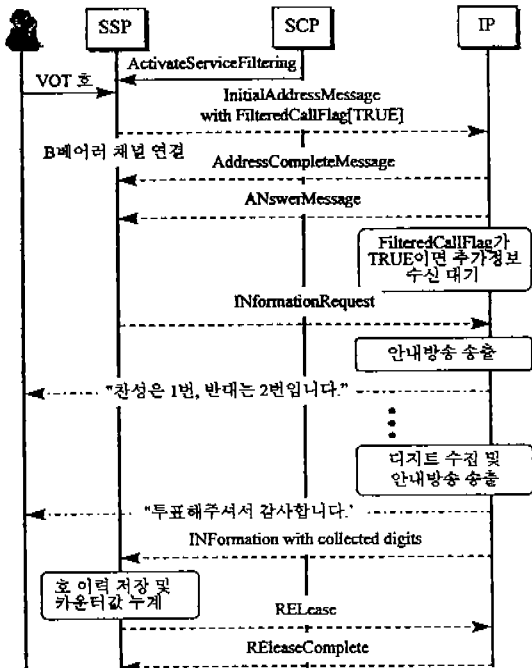 SSP
SCP
IP
ActivateServiceFiltering
VOT 호
InitialAddressMessage
with FilteredCallFlag[TRUE]
B베어러 채널 연결
AddressCompleteMessage
ANswerMessage
FilteredCallFlag가
TRUE이면 추가정보
수신 대기
INformationRequest
안내방송 송출
"찬성은 1번, 반대는 2번입니다."
디지트 수집 및
안내방송 송출
"투표해주셔서 감사합니다.'
INFormation with collected digits
호 이력 저장 및
카운터값 누계
RELease
REleaseComplete